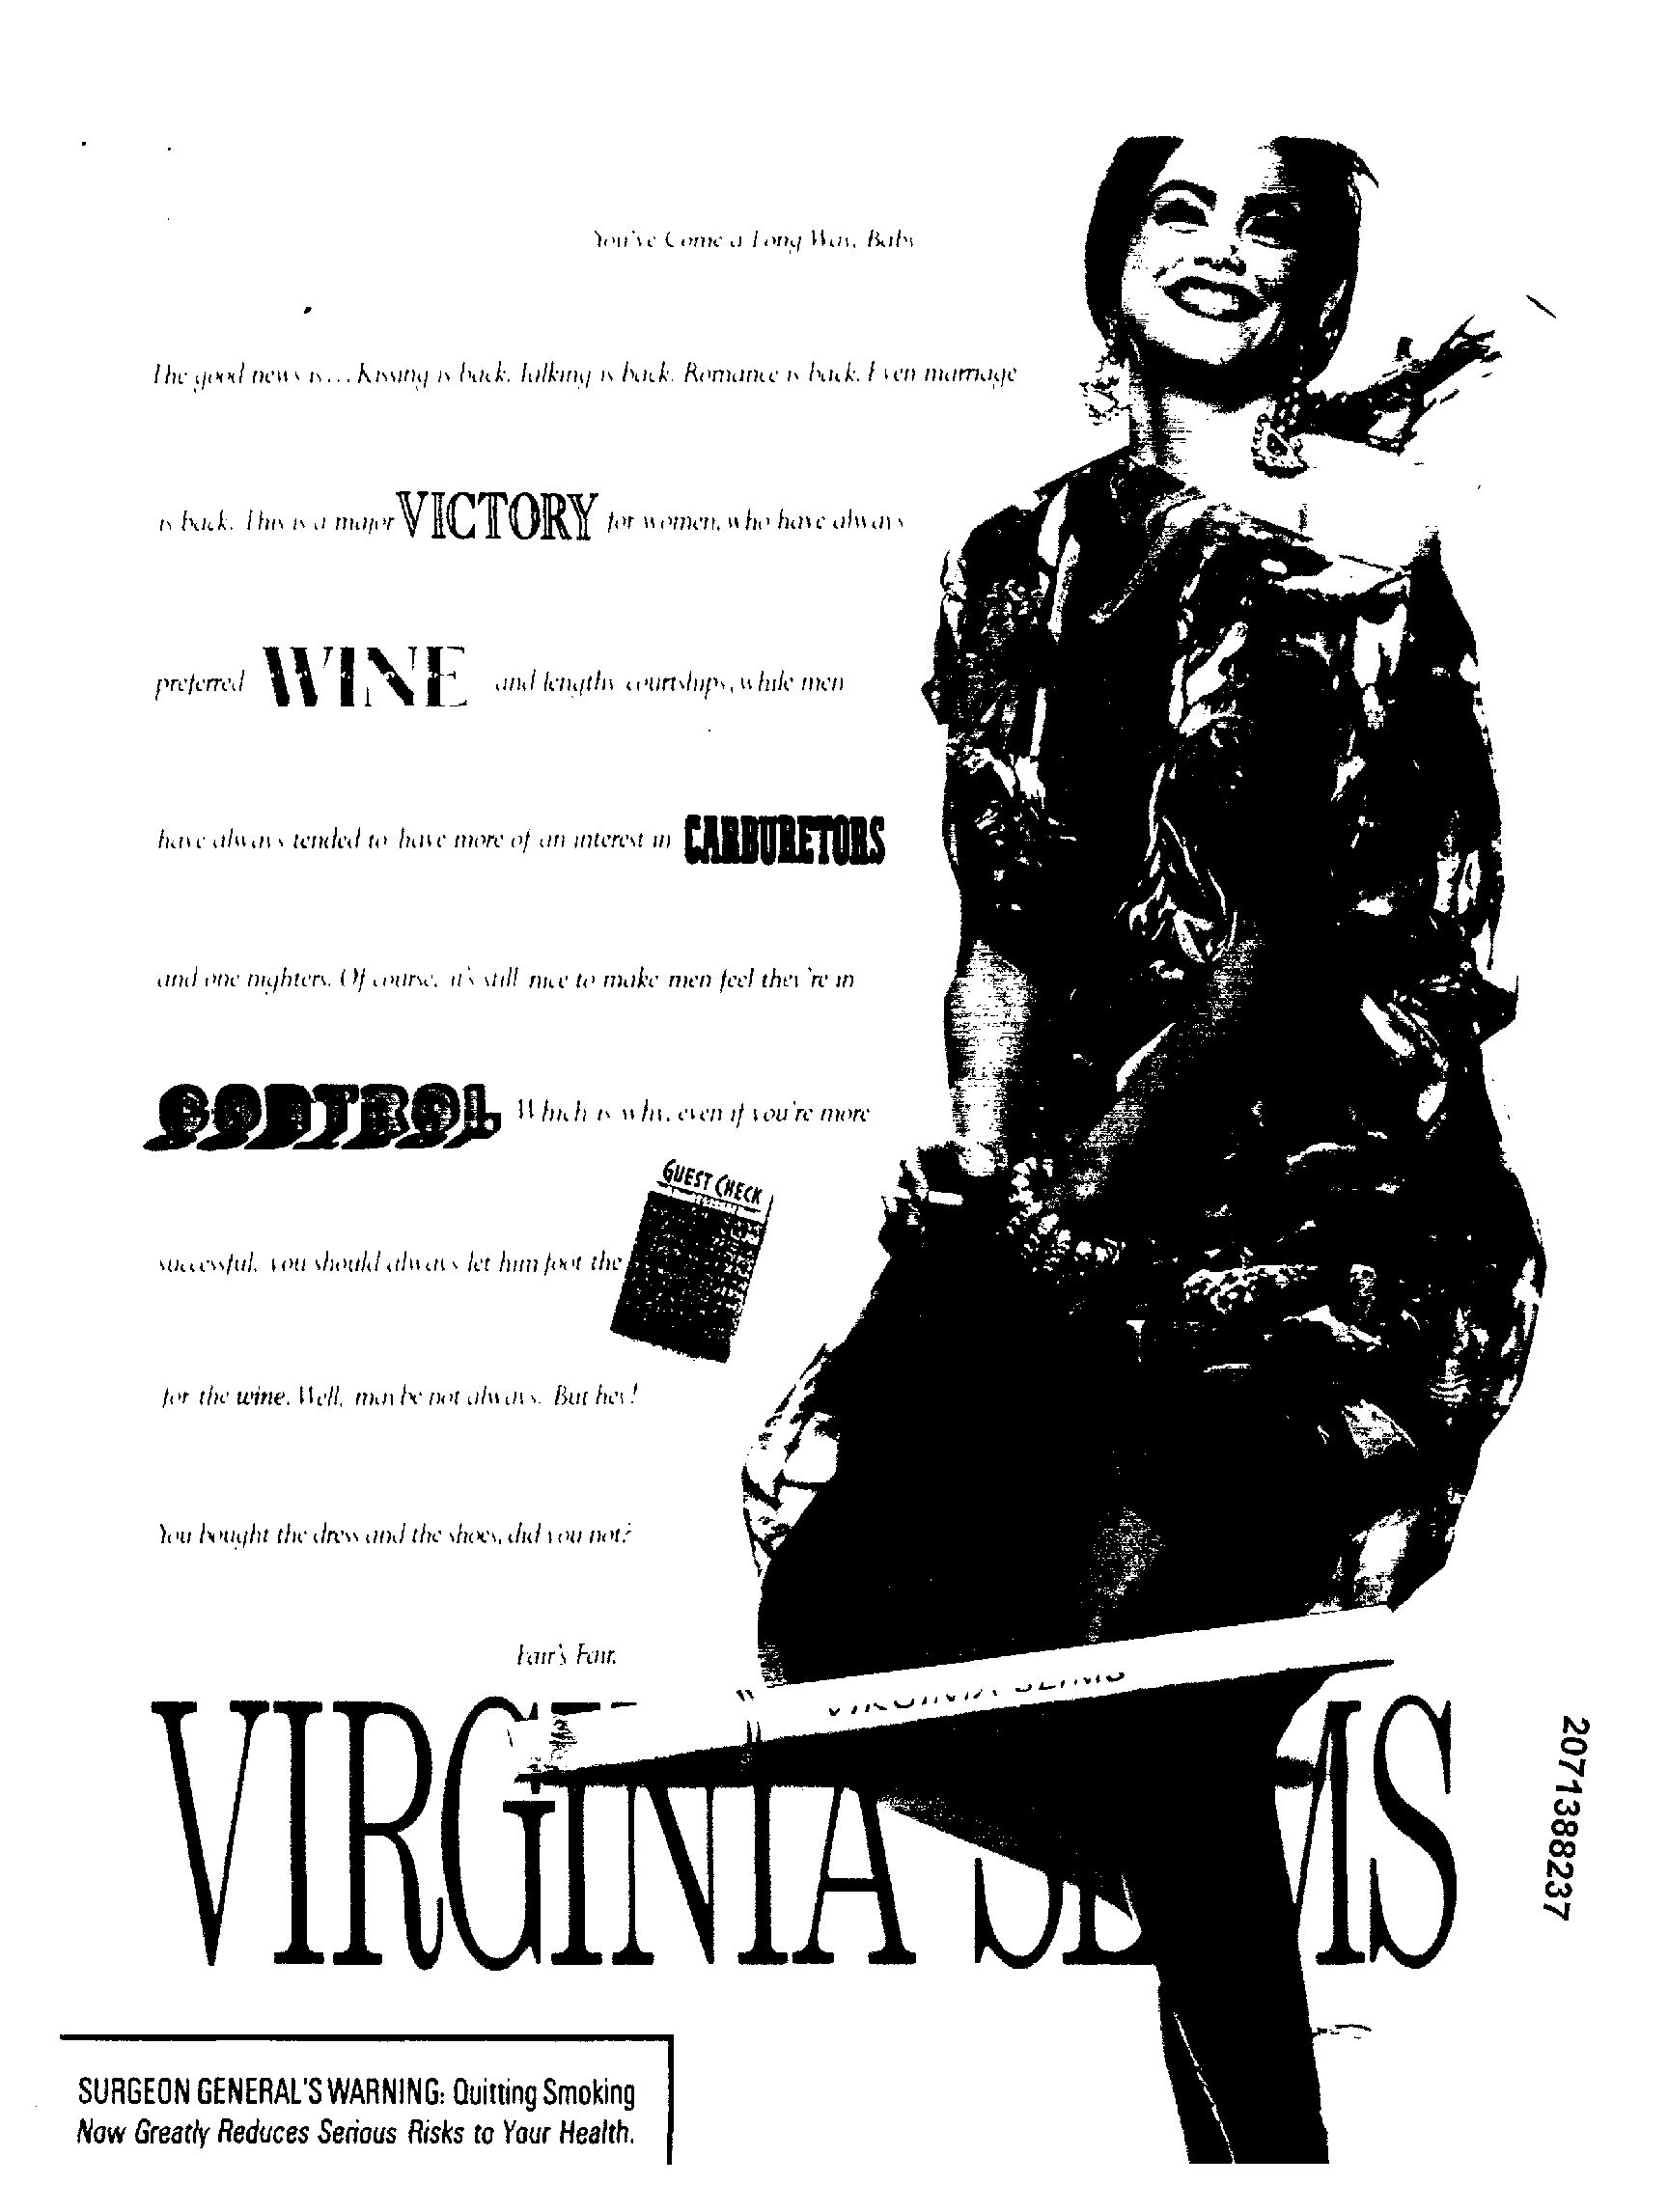 You've Come a Long Way, Baby
The good news is... Kissing is back. Talking is back. Romance is back. Even marriage
is back. This is a major VICTORY for women, who have always
preferred WINE and lengthy courtships, while men
have always tended to have more of an interest in CARBURETORS
and one nighters. Of course, it's still nice to make men feel they're in
CONTROL. Which is why, even if you're more
GUEST CHECK
successful, you should always let him foot the
for the wine. Well, maybe not always. But hey!
You bought the dress and the shoes, did you not?
Fair's Fair.
VIRGINIA SLIMS
VIRGINIA SLIMS
2071388237
SURGEON GENERAL'S WARNING: Quitting Smoking
Now Greatly Reduces Serious Risks to Your Health.